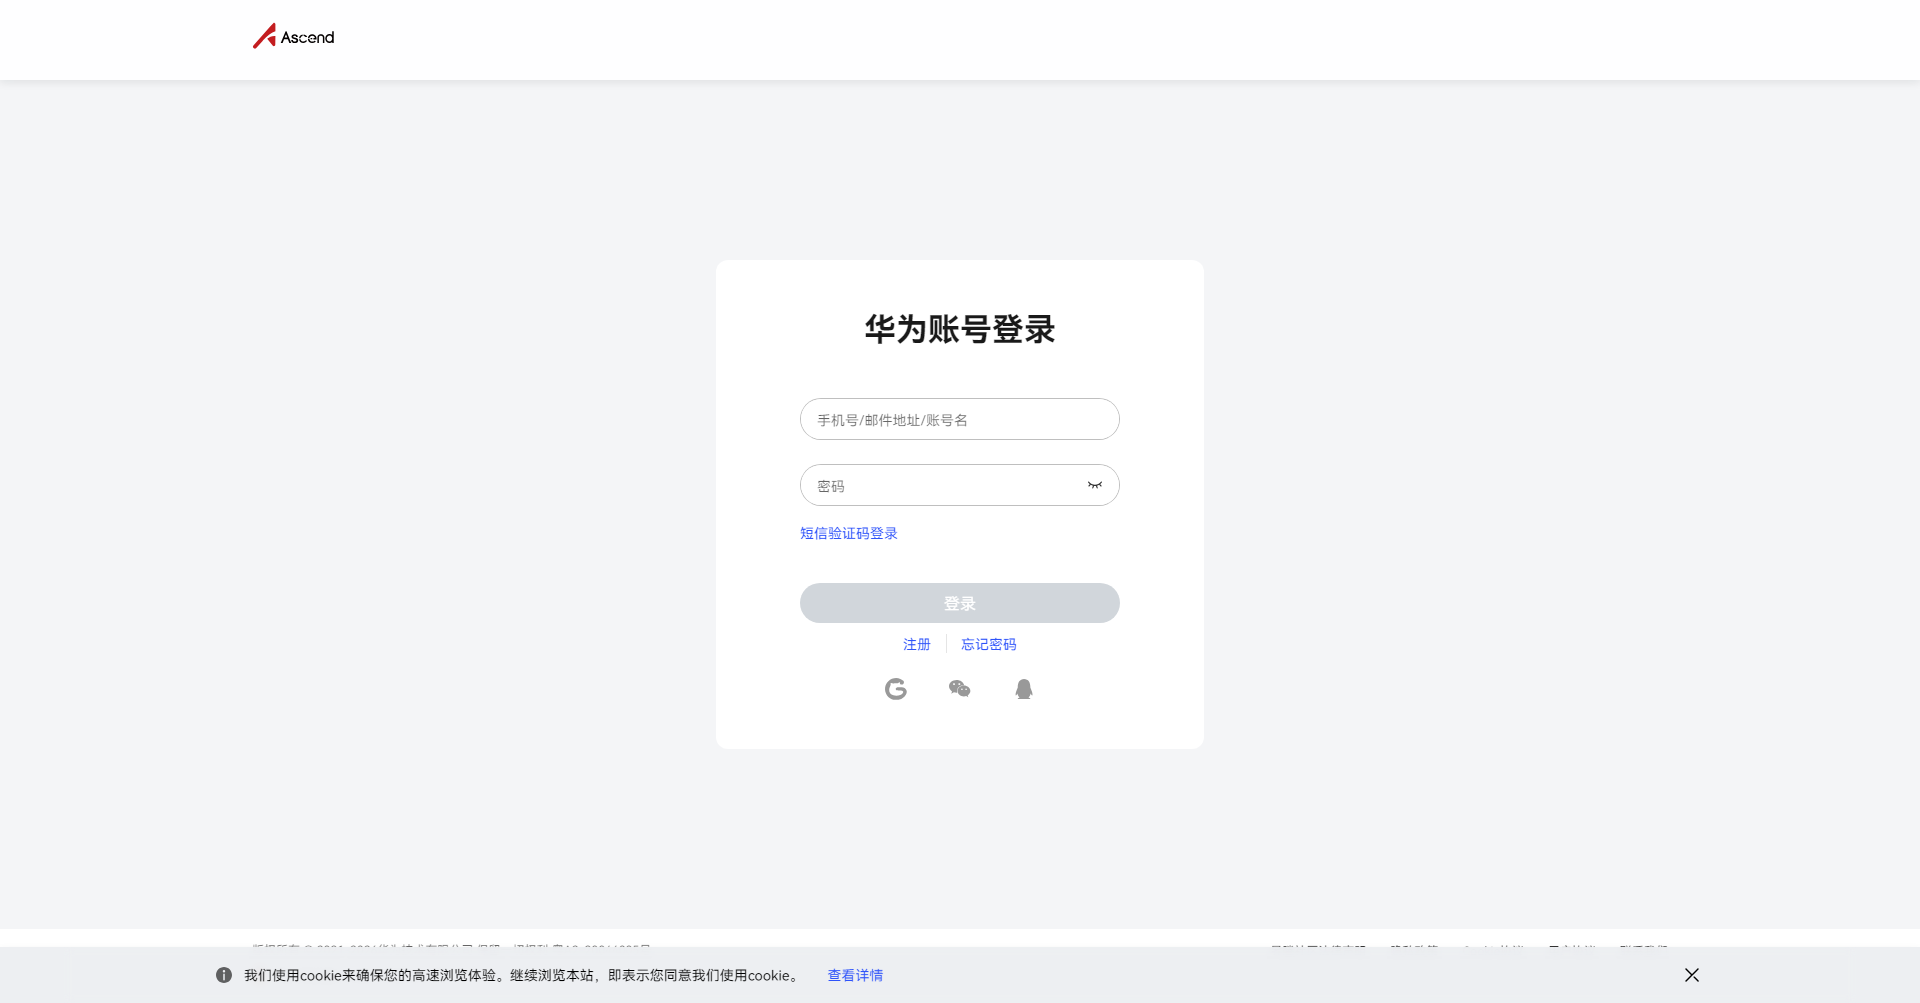 Ascend
华为账号登录
手机号/邮件地址/账号名
密码
短信验证码登录
登录
注册
忘记密码
我们使用cookie来确保您的高速浏览体验。继续浏览本站，即表示您同意我们使用cookie。 查看详情